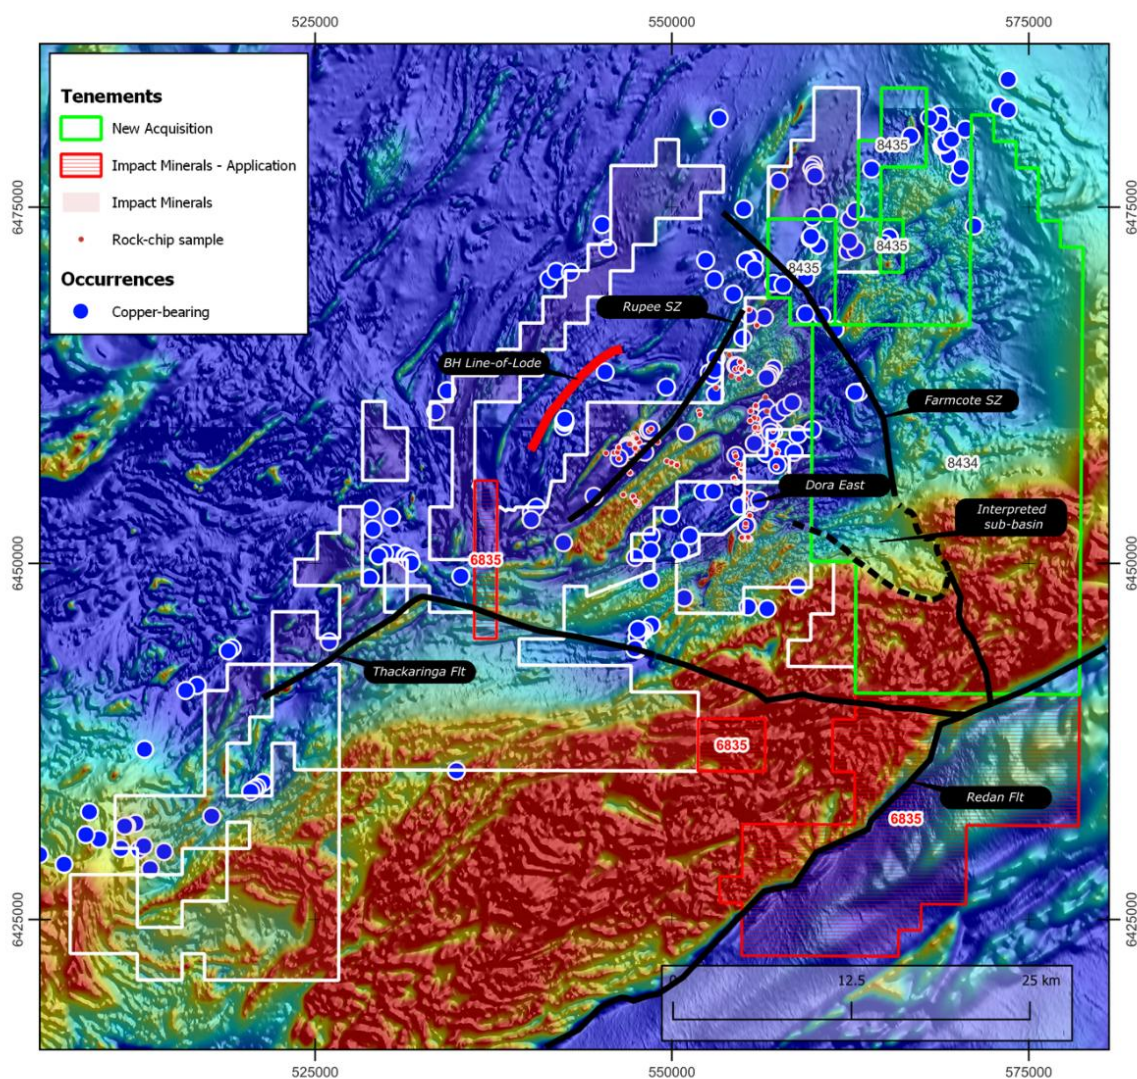 525000
550000
575000
Tenements
New Acquisition
Impact Minerals - Application
Impact Minerals
Rock-chip sample
Occurrences
Copper-bearing
8435
6475000
6475000
8435
8435
Rupee SZ
BH Line-of-Lode
Farmcote SZ
8434
Dora East
Interpreted
sub-basin
6450000
6835
6450000
Thackaringa Flt
6835
Redan Flt
6835
6425000
6425000
0
12.5
25 km
525000
550000
575000